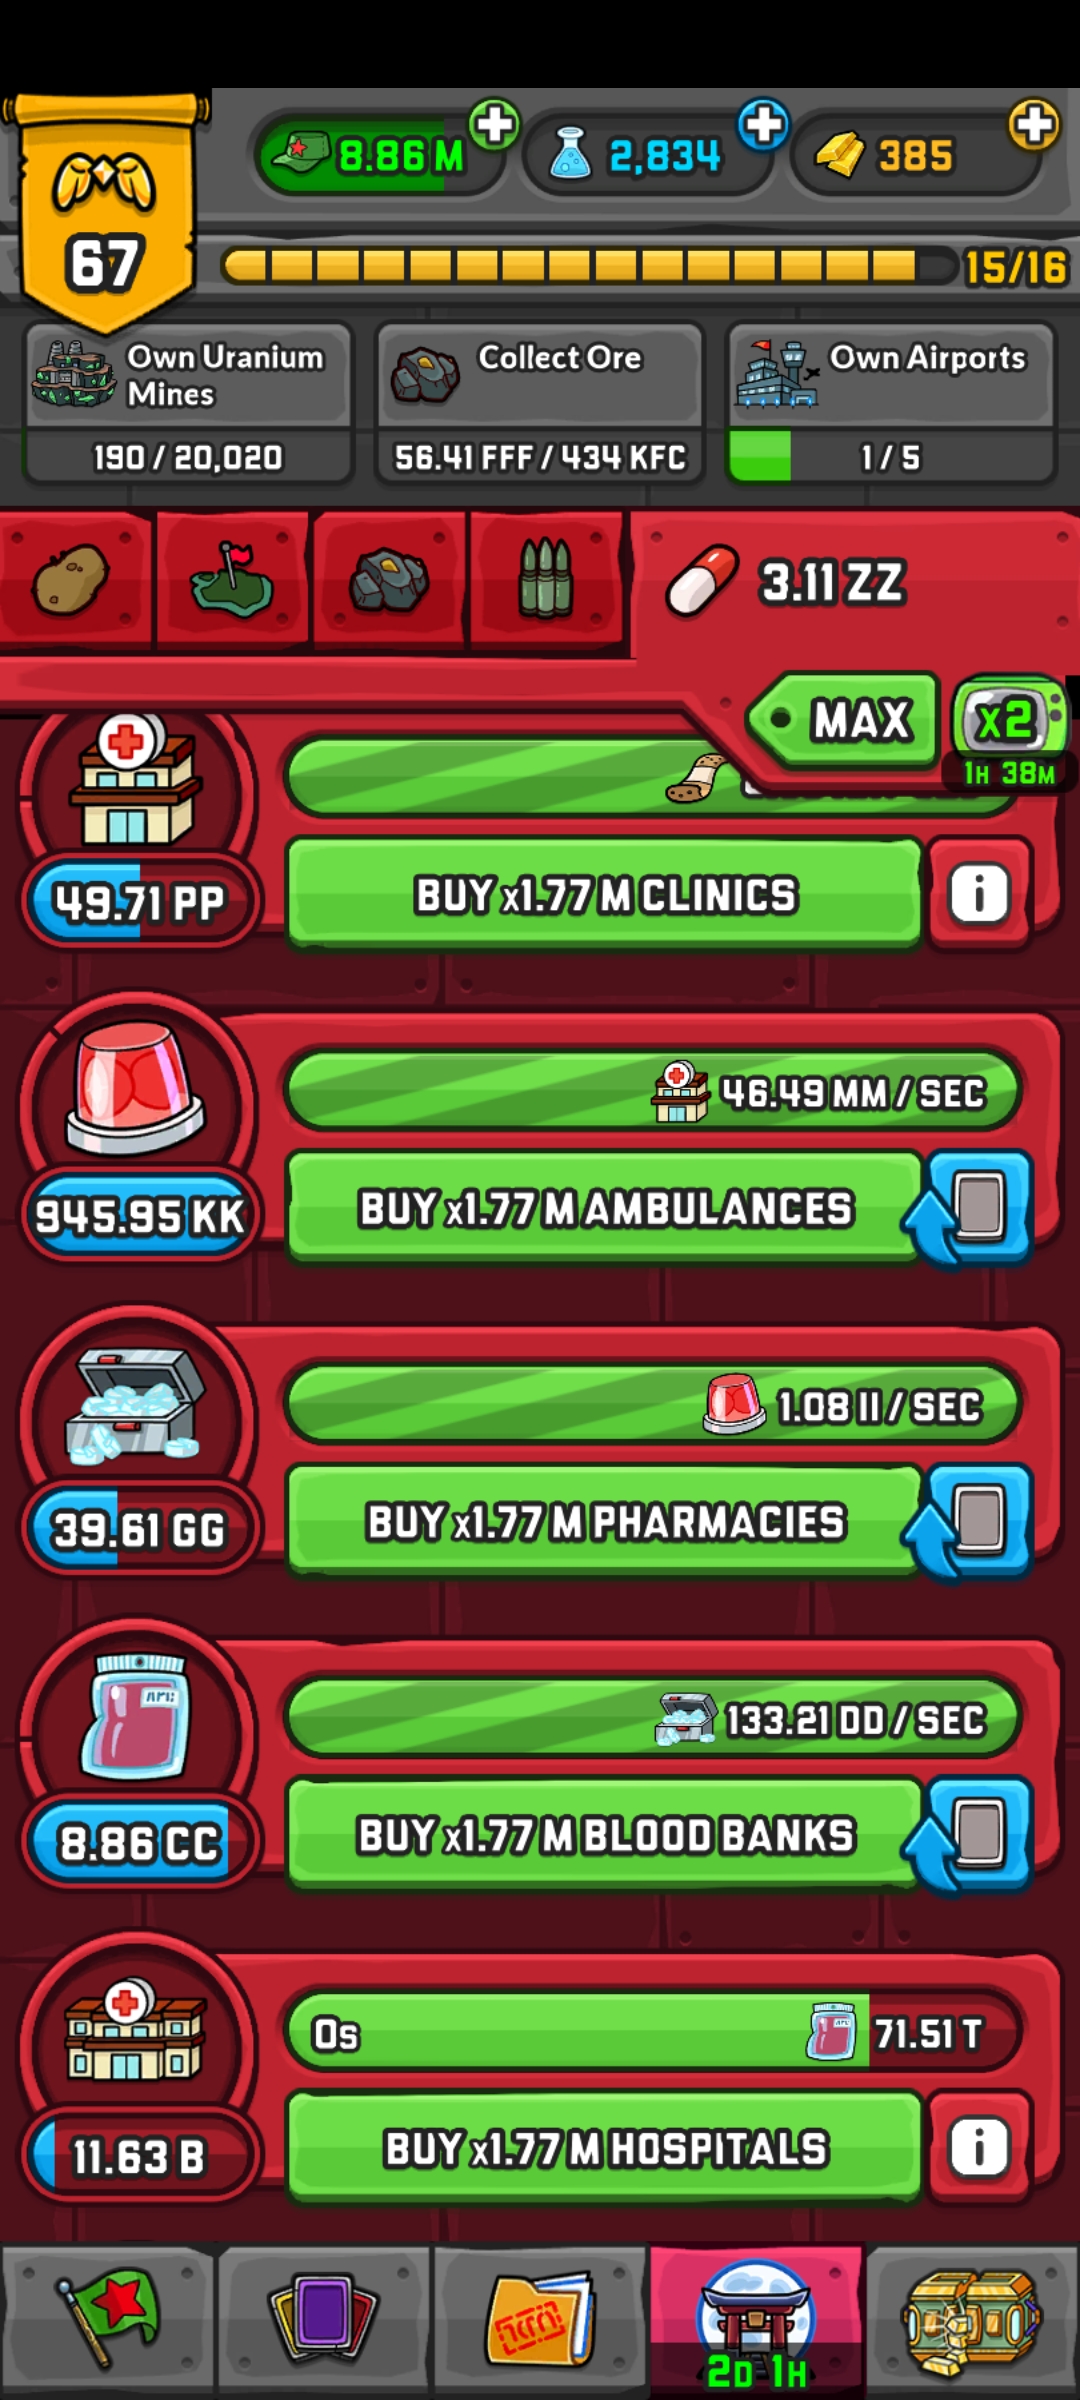 8.86 M
2,834
385
67
15/16
Own Uranium
Mines
190 / 20,020
Collect Ore
56.41 FFF / 434 KFC
Own Airports
1 / 5
3.11 ZZ
MAX
x2
1H 38M
49.71 PP
BUY x1.77 M CLINICS
46.49 MM / SEC
945.95 KK
BUY x1.77 M AMBULANCES
1.08 II / SEC
39.61 GG
BUY x1.77 M PHARMACIES
133.21 DD / SEC
8.86 CC
BUY x1.77 M BLOOD BANKS
0s
71.51 T
11.63 B
BUY x1.77 M HOSPITALS
2D 1H